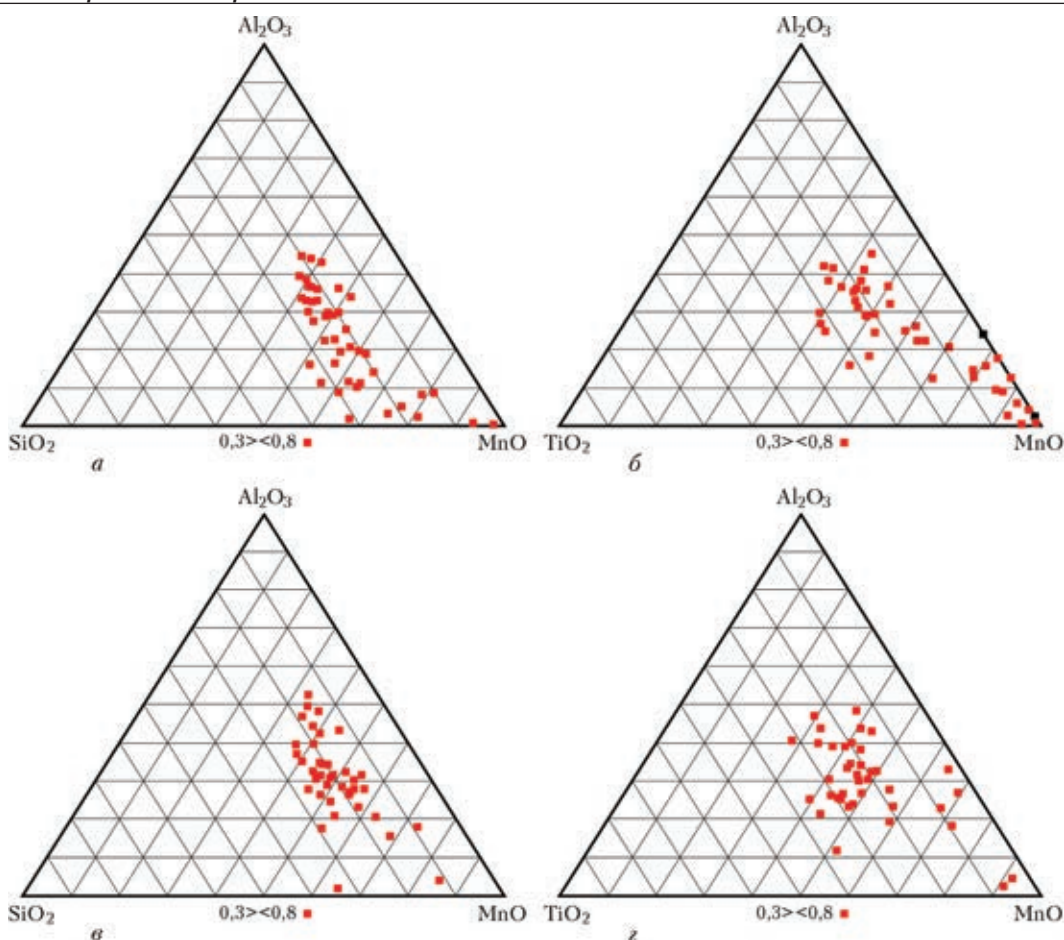 Al₂O₃ Al₂O₃
SiO₂ 0,3><0,8 MnO TiO₂ 0,3><0,8 MnO
а б
Al₂O₃ Al₂O₃
SiO₂ 0,3><0,8 MnO TiO₂ 0,3><0,8 MnO
в г